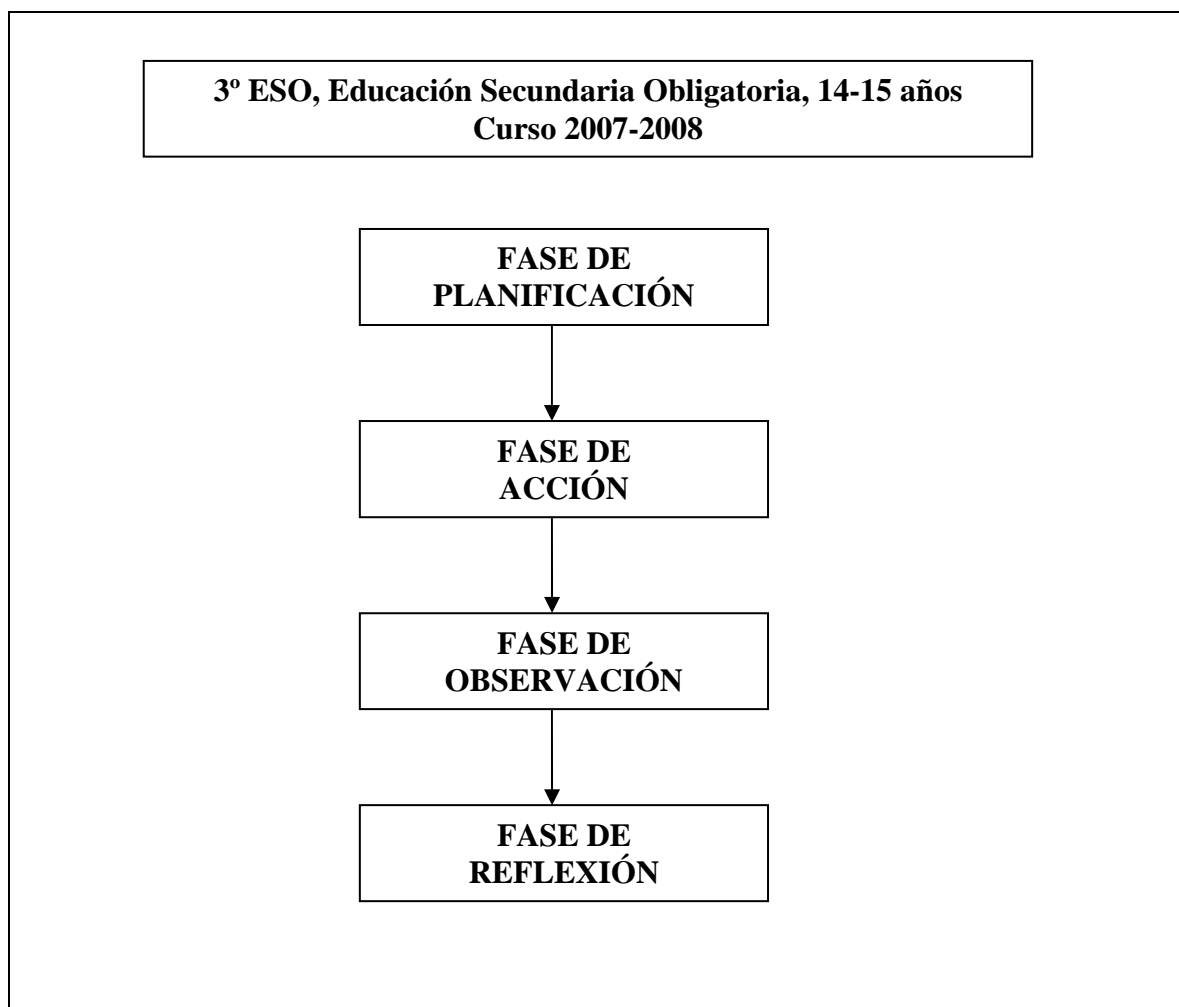 3º ESO, Educación Secundaria Obligatoria, 14-15 años
Curso 2007-2008
FASE DE
PLANIFICACIÓN
FASE DE
ACCIÓN
FASE DE
OBSERVACIÓN
FASE DE
REFLEXIÓN